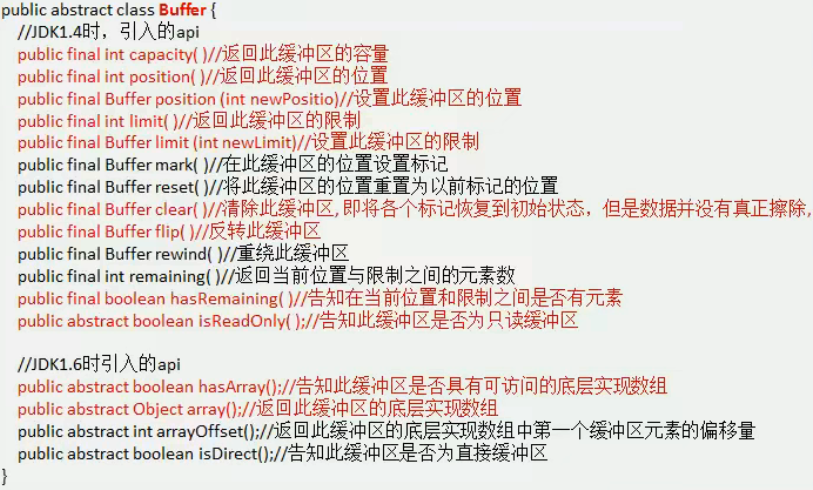 public abstract class Buffer {
//JDK1.4时，引入的api
public final int capacity( )//返回此缓冲区的容量
public final int position( )//返回此缓冲区的位置
public final Buffer position (int newPositio)//设置此缓冲区的位置
public final int limit( )//返回此缓冲区的限制
public final Buffer limit (int newLimit)//设置此缓冲区的限制
public final Buffer mark( )//在此缓冲区的位置设置标记
public final Buffer reset( )//将此缓冲区的位置重置为以前标记的位置
public final Buffer clear( )//清除此缓冲区, 即将各个标记恢复到初始状态，但是数据并没有真正擦除,
public final Buffer flip( )//反转此缓冲区
public final Buffer rewind( )//重绕此缓冲区
public final int remaining( )//返回当前位置与限制之间的元素数
public final boolean hasRemaining( )//告知在当前位置和限制之间是否有元素
public abstract boolean isReadOnly( );//告知此缓冲区是否为只读缓冲区
//JDK1.6时引入的api
public abstract boolean hasArray();//告知此缓冲区是否具有可访问的底层实现数组
public abstract Object array();//返回此缓冲区的底层实现数组
public abstract int arrayOffset();//返回此缓冲区的底层实现数组中第一个缓冲区元素的偏移量
public abstract boolean isDirect();//告知此缓冲区是否为直接缓冲区
}